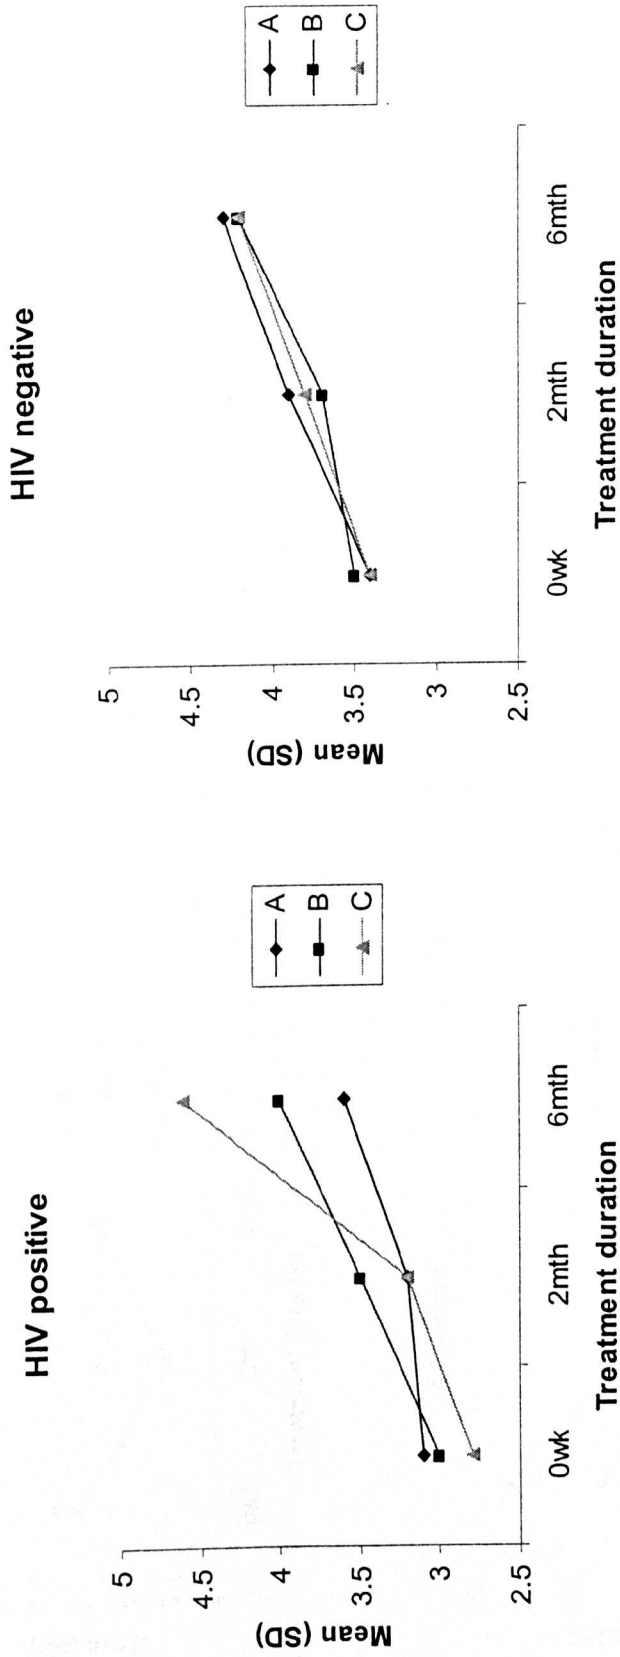 HIV positive
Mean (SD)
5
4.5
4
3.5
3
2.5
0wk
2mth
6mth
Treatment duration
A
B
C
HIV negative
Mean (SD)
5
4.5
4
3.5
3
2.5
0wk
2mth
6mth
Treatment duration
A
B
C